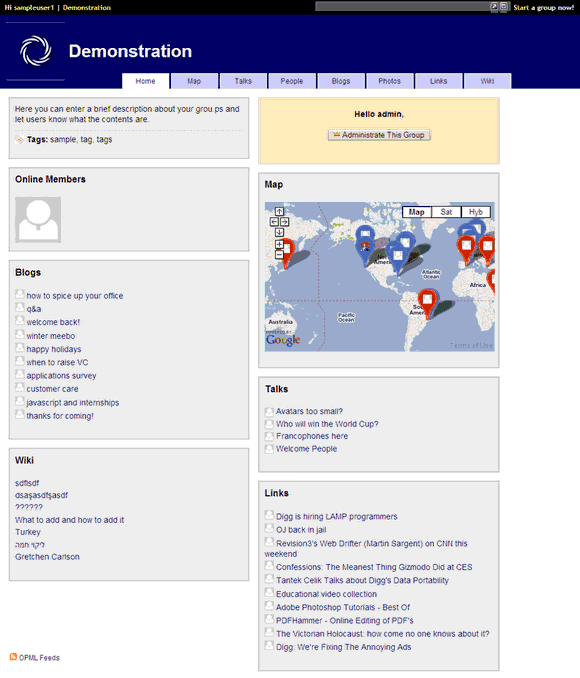 Hi sampleuser1 | Demonstration
Start a group now!
Demonstration
Home
Map
Talks
People
Blogs
Photos
Links
Wiki
Here you can enter a brief description about your grou ps and
let users know what the contents are.
Tags: sample, tag, tags
Online Members
Blogs
how to spice up your office
q&a
welcome back!
winter meebo
happy holidays
when to raise VC
applications survey
customer care
javascript and internships
thanks for coming!
Wiki
sdflsdf
dsaşasdfşasdf
??????
What to add and how to add it
Turkey
ליקוי חמה
Gretchen Carlson
OPML Feeds
Hello admin,
Administrate This Group
Map
Map
Sat
Hyb
Atlantic
Ocean
Africa
Pacific
Ocean
Australia
POWERED BY
Google
Terms of Use
Talks
Avatars too small?
Who will win the World Cup?
Francophones here
Welcome People
Links
Digg is hiring LAMP programmers
OJ back in jail
Revision3's Web Drifter (Martin Sargent) on CNN this
weekend
Confessions: The Meanest Thing Gizmodo Did at CES
Tantek Celik Talks about Digg's Data Portability
Educational video collection
Adobe Photoshop Tutorials - Best Of
PDFHammer - Online Editing of PDF's
The Victorian Holocaust: how come no one knows about it?
Digg: We're Fixing The Annoying Ads